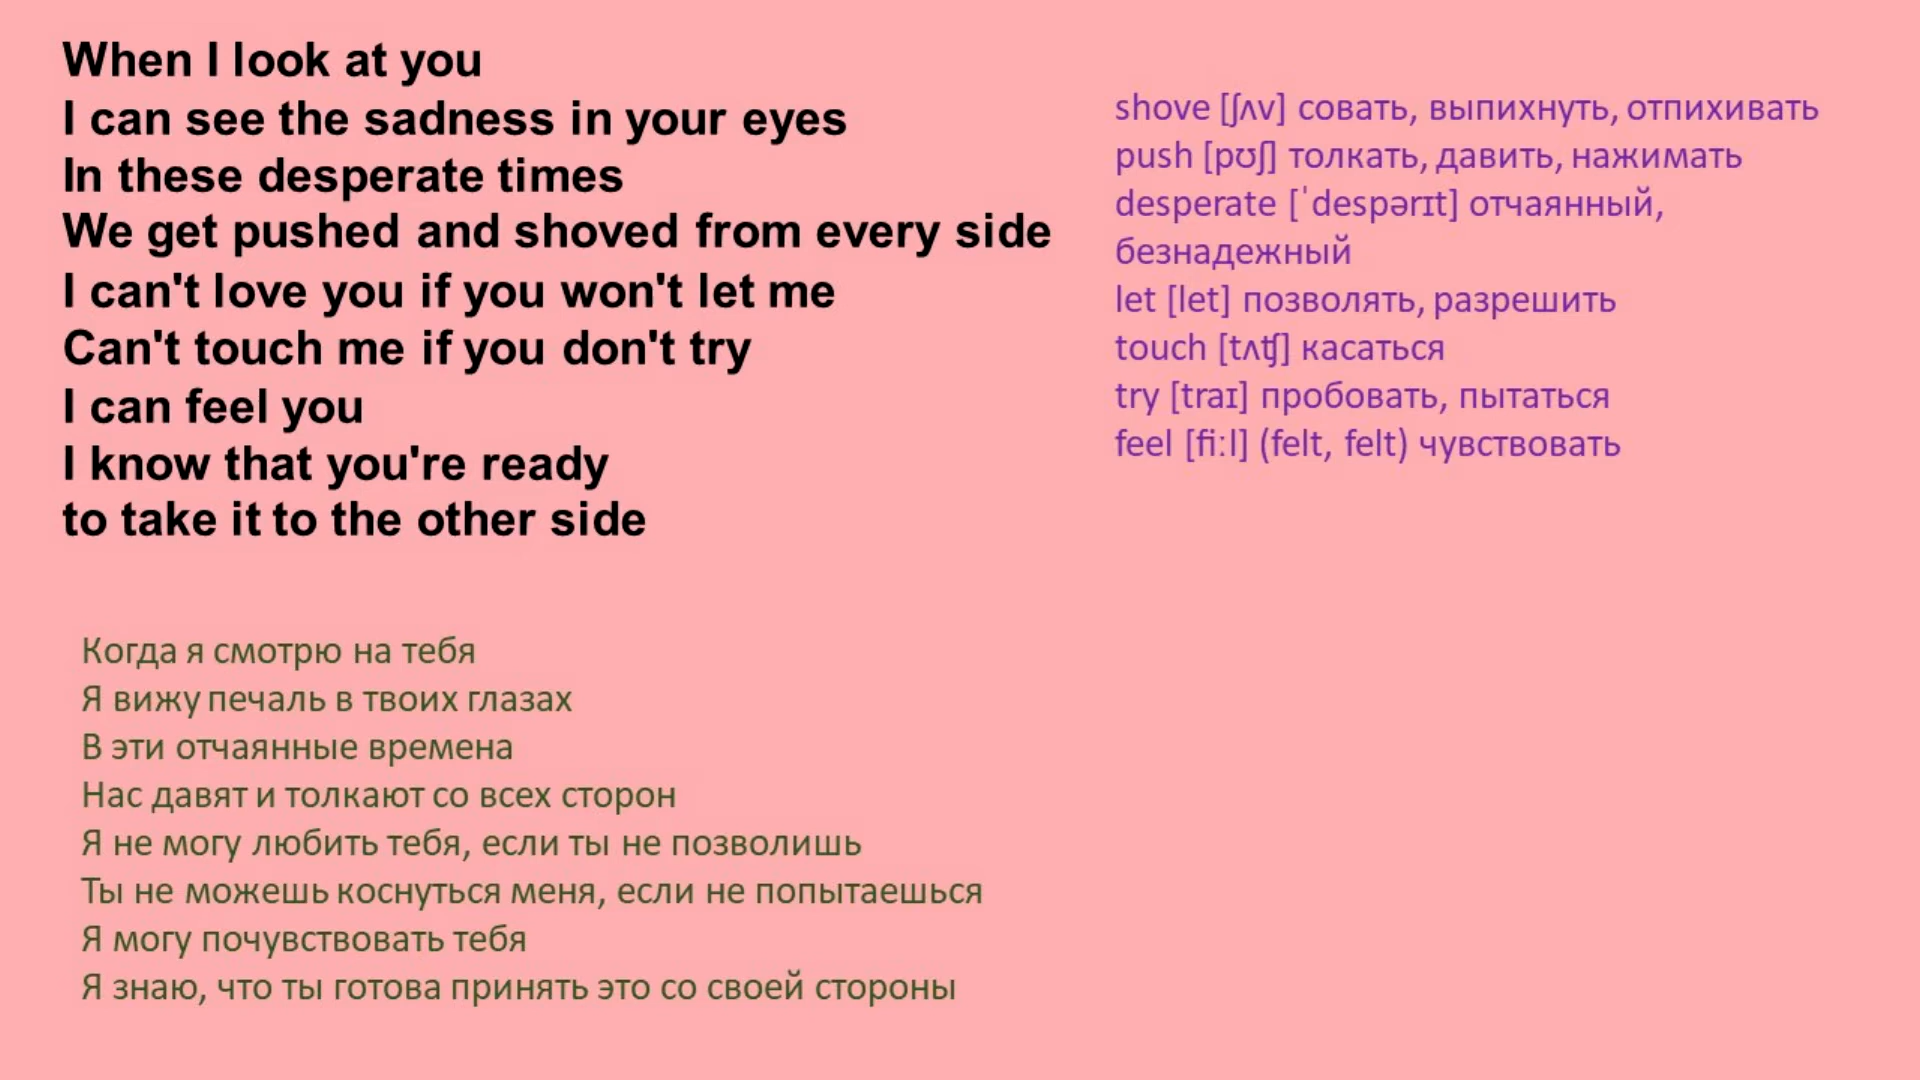 When I look at you
I can see the sadness in your eyes
In these desperate times
We get pushed and shoved from every side
I can't love you if you won't let me
Can't touch me if you don't try
I can feel you
I know that you're ready
to take it to the other side
shove [ʃʌv] совать, выпихнуть, отпихивать
push [pʊʃ] толкать, давить, нажимать
desperate [ˈdespərɪt] отчаянный,
безнадежный
let [let] позволять, разрешить
touch [tʌʧ] касаться
try [traɪ] пробовать, пытаться
feel [fiːl] (felt, felt) чувствовать
Когда я смотрю на тебя
Я вижу печаль в твоих глазах
В эти отчаянные времена
Нас давят и толкают со всех сторон
Я не могу любить тебя, если ты не позволишь
Ты не можешь коснуться меня, если не попытаешься
Я могу почувствовать тебя
Я знаю, что ты готова принять это со своей стороны